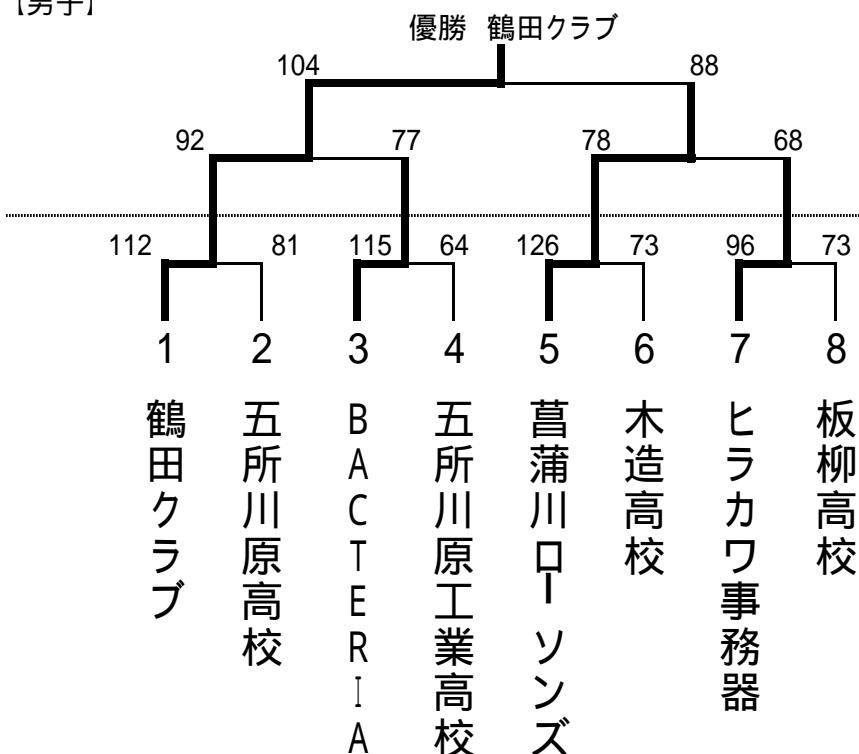 【男子】
優勝 鶴田クラブ
104 88
92 77 78 68
112 81 115 64 126 73 96 73
1 2 3 4 5 6 7 8
鶴田クラブ
五所川原高校
BACTERIA
五所川原工業高校
菖蒲川ローソンズ
木造高校
ヒラカワ事務器
板柳高校